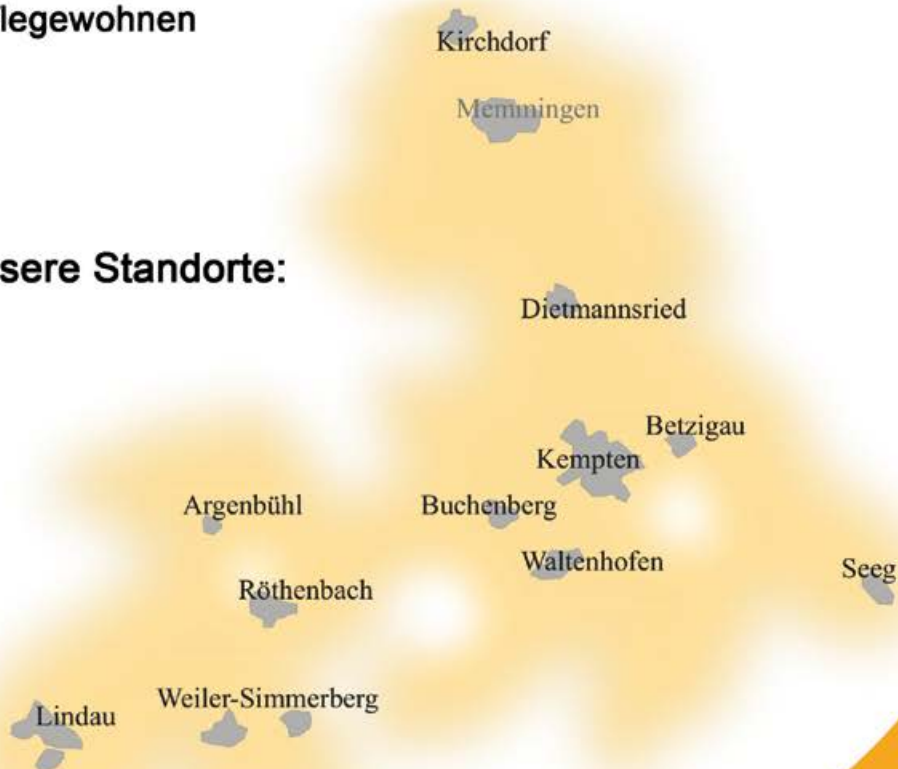 legewohnen
Kirchdorf
Memmingen
sere Standorte:
Dietmannsried
Betzigau
Kempten
Argenbühl
Buchenberg
Waltenhofen
Seeg
Röthenbach
Weiler-Simmerberg
Lindau